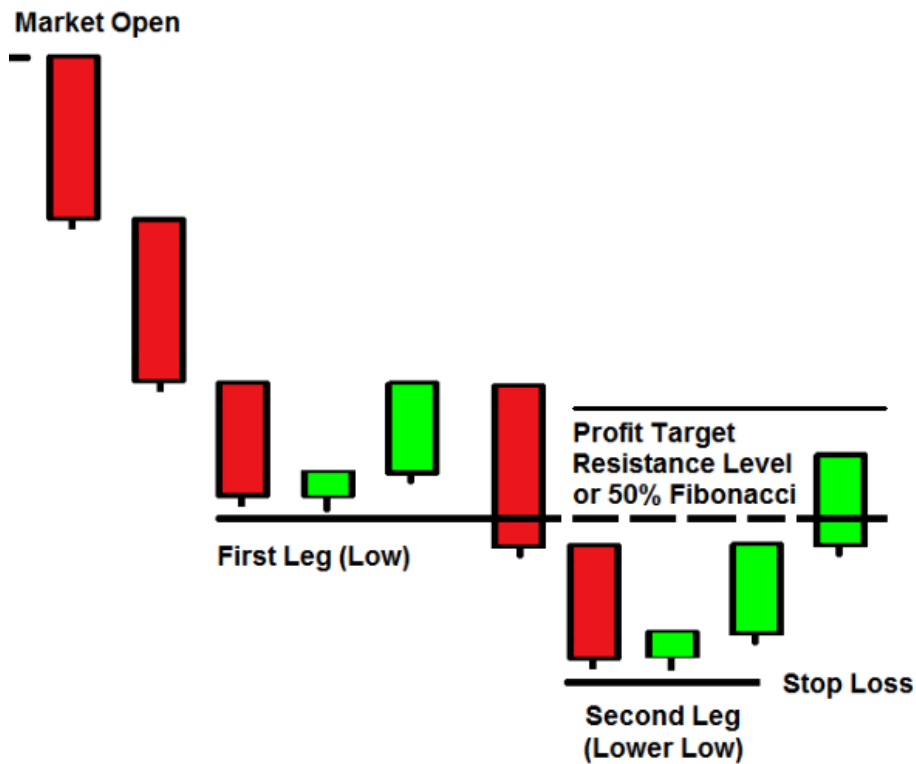 Market Open
Profit Target
Resistance Level
or 50% Fibonacci
First Leg (Low)
Stop Loss
Second Leg
(Lower Low)